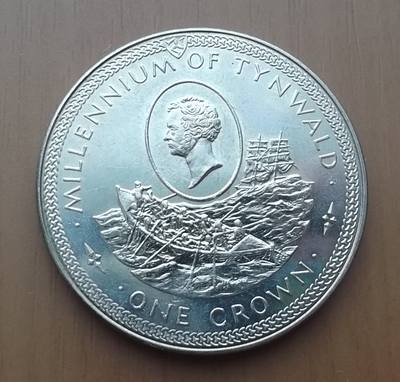 · MILLENNIUM OF TYNWALD ·
· ONE CROWN ·